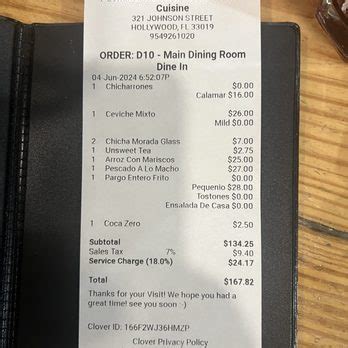 Cuisine
321 JOHNSON STREET
HOLLYWOOD, FL 33019
9549261020
ORDER: D10 - Main Dining Room
Dine In
04-Jun-2024 6:52:07P
1 Chicharrones $0.00
Calamar $16.00
1 Ceviche Mixto $26.00
Mild $0.00
2 Chicha Morada Glass $7.00
1 Unsweet Tea $2.75
1 Arroz Con Mariscos $25.00
1 Pescado A Lo Macho $27.00
1 Pargo Entero Frito $0.00
Pequenio $28.00
Tostones $0.00
Ensalada De Casa $0.00
1 Coca Zero $2.50
Subtotal $134.25
Sales Tax 7% $9.40
Service Charge (18.0%) $24.17
Total $167.82
Thanks for your Visit! We hope you had a
great time! see you soon :-)
Clover ID: 166F2WJ36HMZP
Clover Privacy Policy